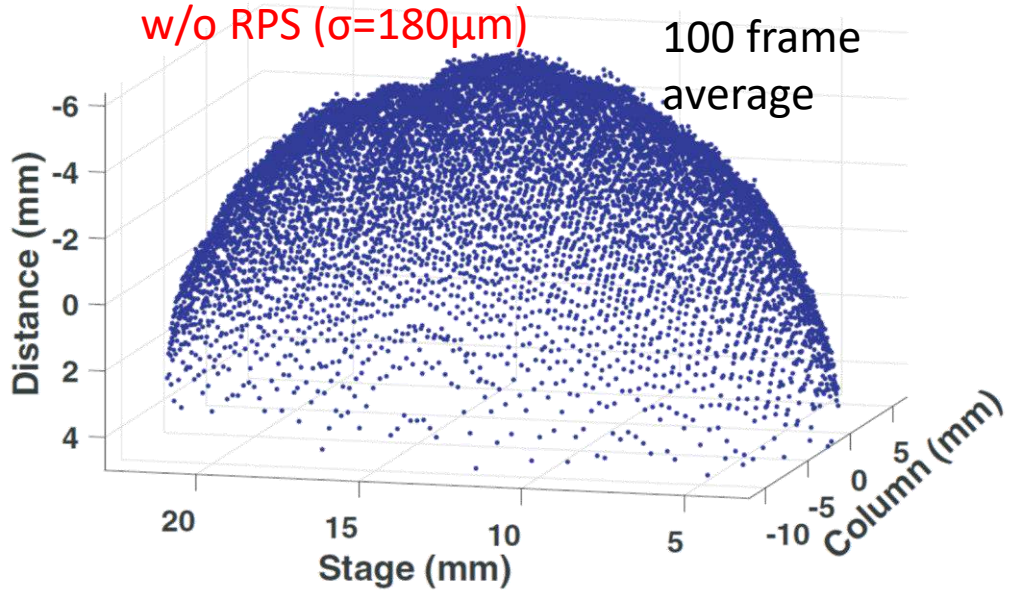 w/o RPS (σ=180μm)
100 frame
average
-6
-4
-2
0
2
4
Distance (mm)
20
15
10
5
Stage (mm)
-10
-5
0
5
Column (mm)